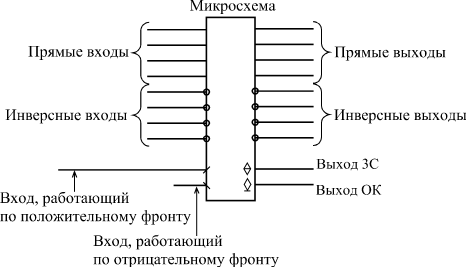 Микросхема
Прямые входы
Прямые выходы
Инверсные входы
Инверсные выходы
Выход 3С
Выход ОК
Вход, работающий
по положительному фронту
Вход, работающий
по отрицательному фронту